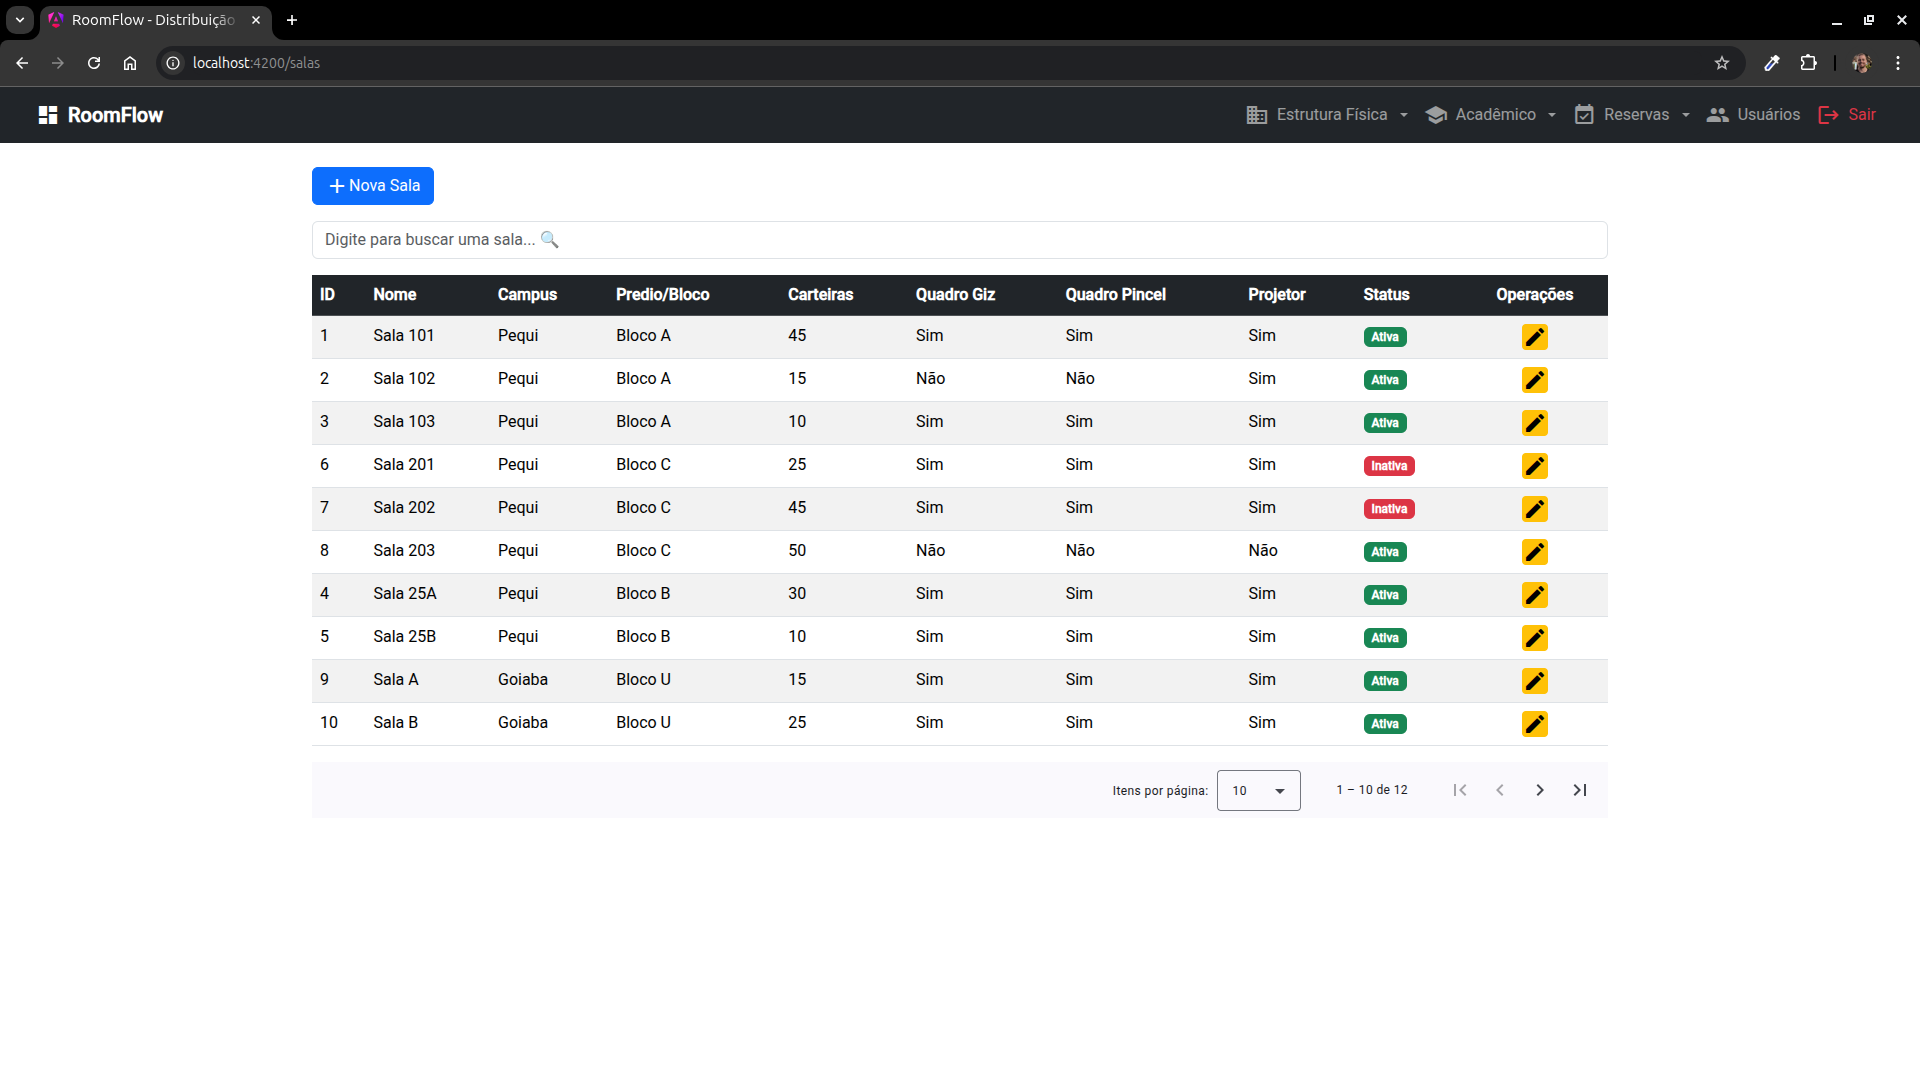 RoomFlow - Distribuição
localhost:4200/salas
RoomFlow Estrutura Física Acadêmico Reservas Usuários Sair
Nova Sala
Digite para buscar uma sala... 🔍
ID Nome Campus Predio/Bloco Carteiras Quadro Giz Quadro Pincel Projetor Status Operações
1 Sala 101 Pequi Bloco A 45 Sim Sim Sim Ativa
2 Sala 102 Pequi Bloco A 15 Não Não Sim Ativa
3 Sala 103 Pequi Bloco A 10 Sim Sim Sim Ativa
6 Sala 201 Pequi Bloco C 25 Sim Sim Sim Inativa
7 Sala 202 Pequi Bloco C 45 Sim Sim Sim Inativa
8 Sala 203 Pequi Bloco C 50 Não Não Não Ativa
4 Sala 25A Pequi Bloco B 30 Sim Sim Sim Ativa
5 Sala 25B Pequi Bloco B 10 Sim Sim Sim Ativa
9 Sala A Goiaba Bloco U 15 Sim Sim Sim Ativa
10 Sala B Goiaba Bloco U 25 Sim Sim Sim Ativa
Itens por página: 10 1 – 10 de 12